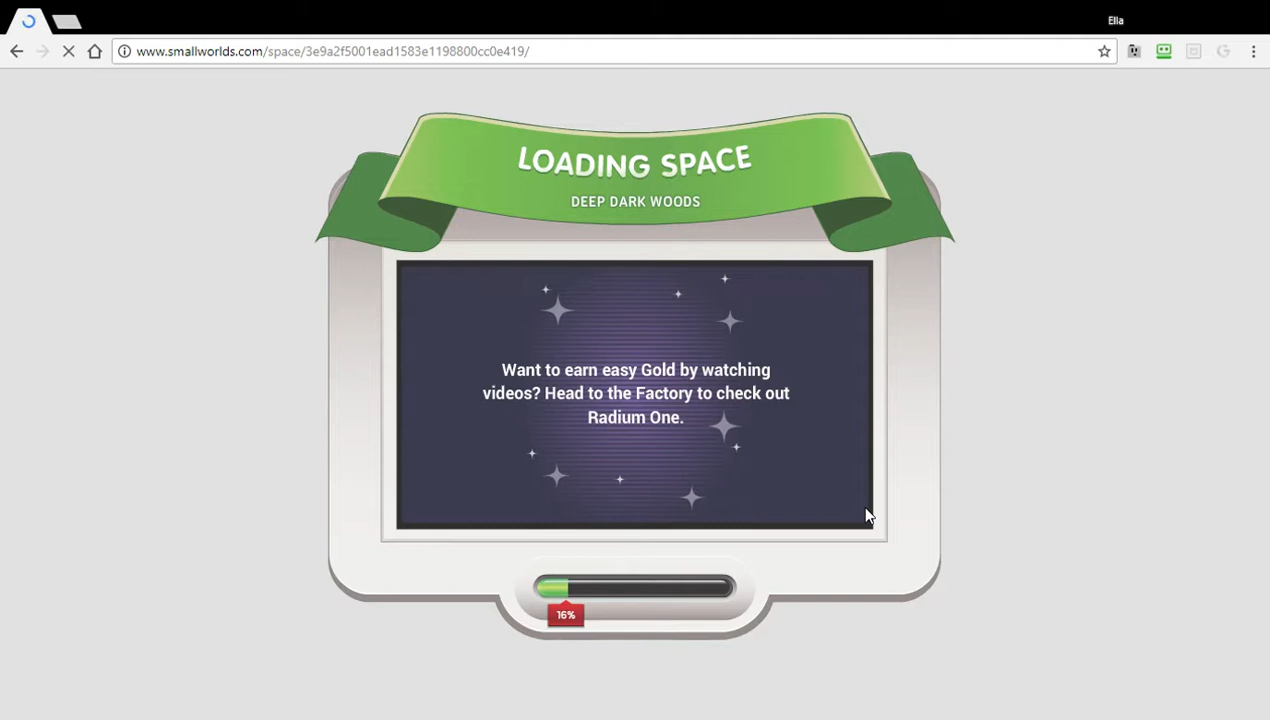 Ella
www.smallworlds.com/space/3e9a2f5001ead1583e1198800cc0e419/
LOADING SPACE
DEEP DARK WOODS
Want to earn easy Gold by watching
videos? Head to the Factory to check out
Radium One.
16%